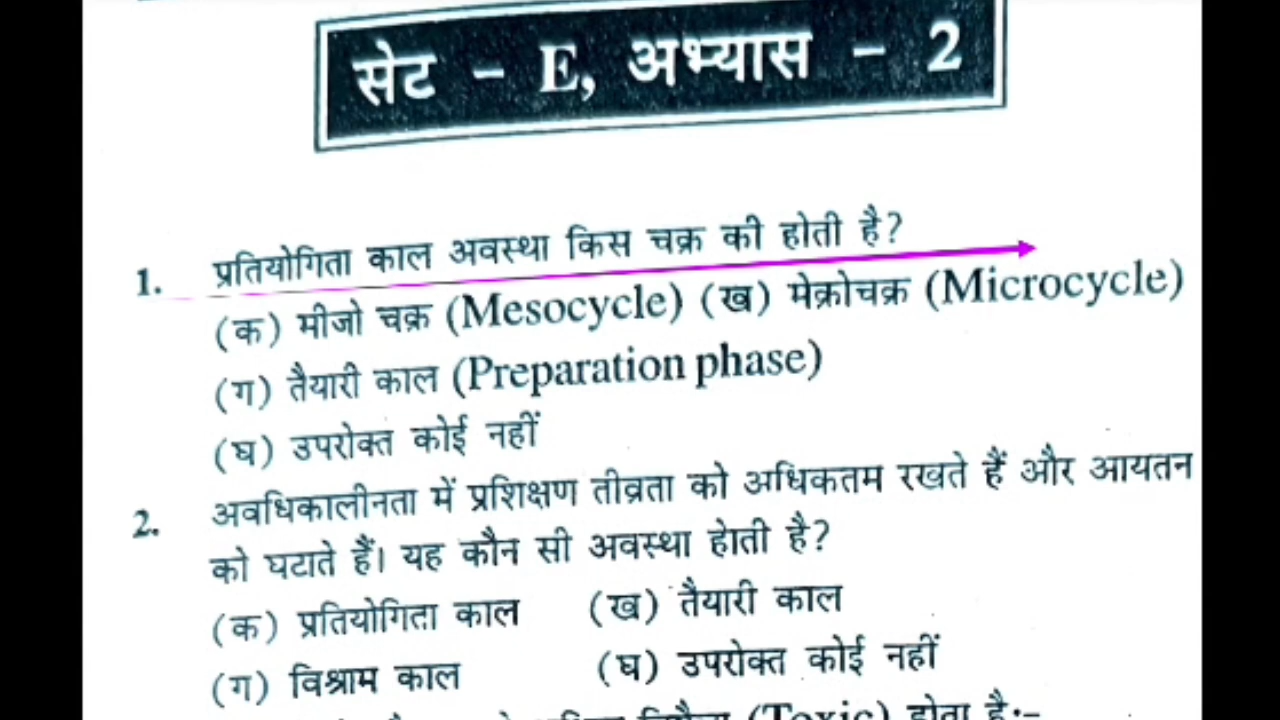 सेट - E, अभ्यास - 2
1. प्रतियोगिता काल अवस्था किस चक्र की होती है?
(क) मीजो चक्र (Mesocycle) (ख) मेक्रोचक्र (Microcycle)
(ग) तैयारी काल (Preparation phase)
(घ) उपरोक्त कोई नहीं
2. अवधिकालीनता में प्रशिक्षण तीव्रता को अधिकतम रखते हैं और आयतन
को घटाते हैं। यह कौन सी अवस्था हेाती है?
(क) प्रतियोगिता काल (ख) तैयारी काल
(ग) विश्राम काल (घ) उपरोक्त कोई नहीं
(Toxic) होता है:-